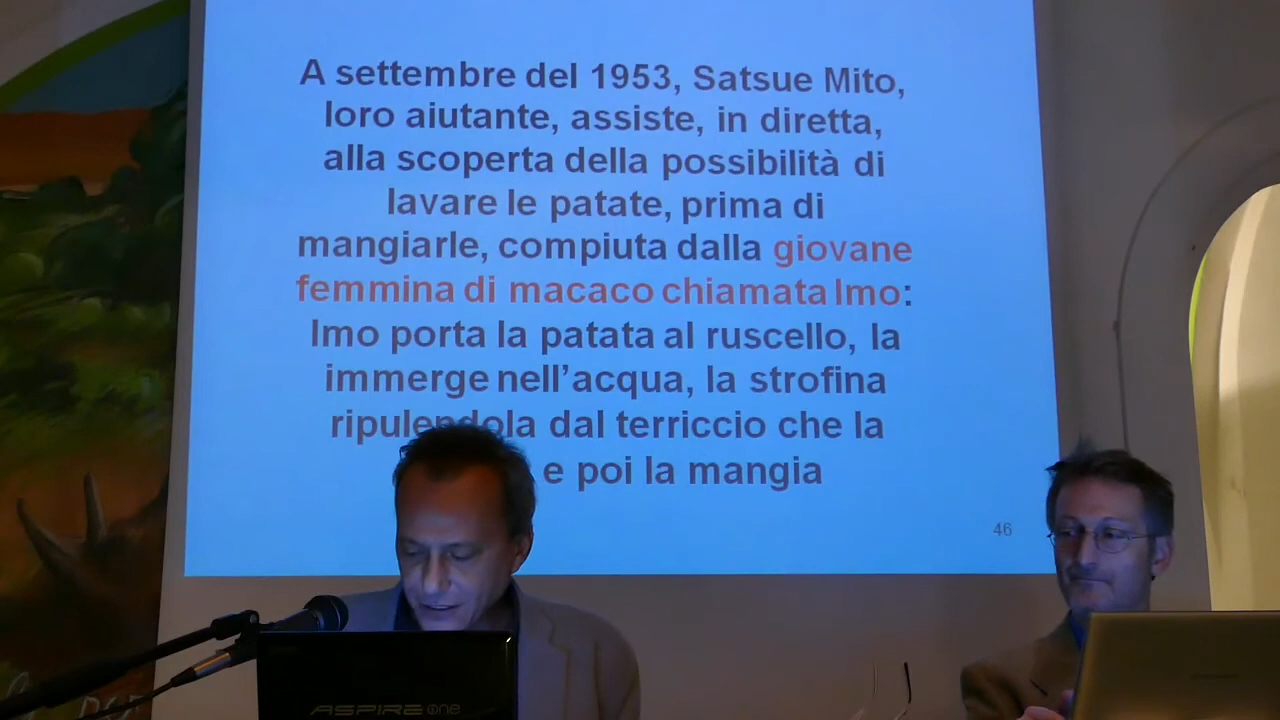 A settembre del 1953, Satsue Mito,
loro aiutante, assiste, in diretta,
alla scoperta della possibilità di
lavare le patate, prima di
mangiarle, compiuta dalla giovane
femmina di macaco chiamata Imo:
Imo porta la patata al ruscello, la
immerge nell'acqua, la strofina
ripulendola dal terriccio che la
e poi la mangia
46
ASPIRE one